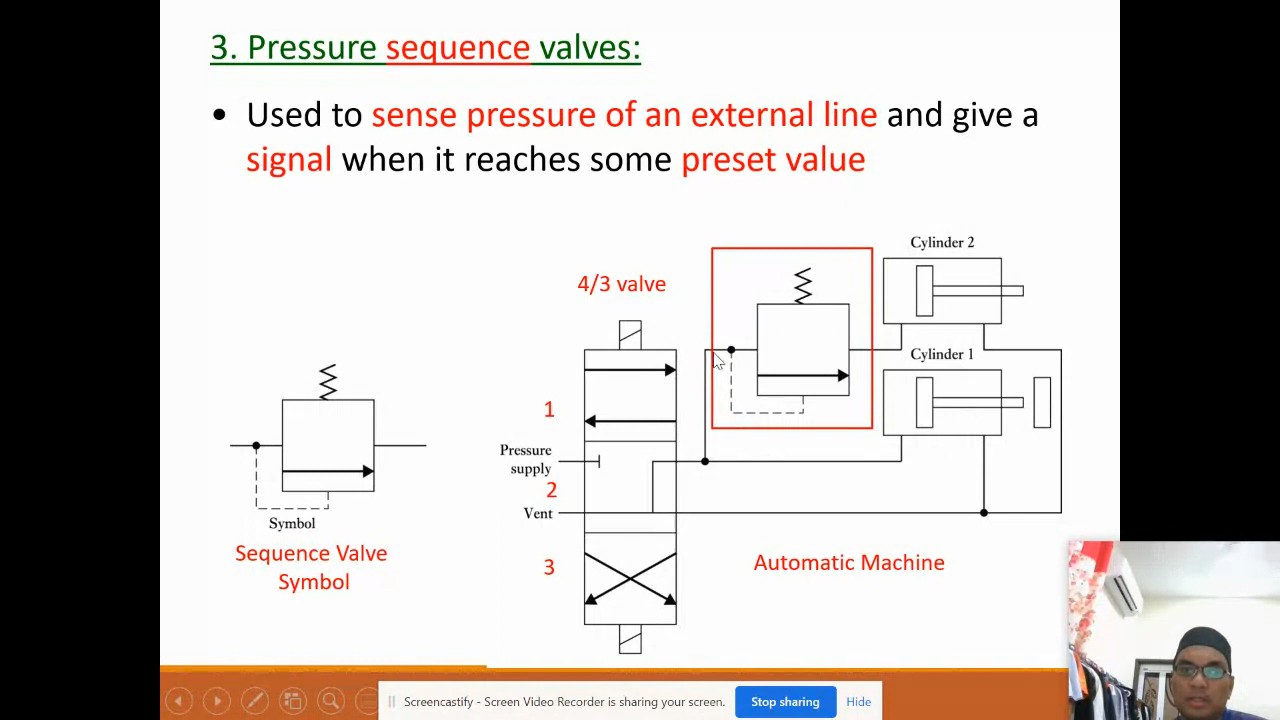 3. Pressure sequence valves:
• Used to sense pressure of an external line and give a
signal when it reaches some preset value
Cylinder 2
4/3 valve
Cylinder 1
1
Pressure
supply
2
Vent
Symbol
Sequence Valve
Symbol
3
Automatic Machine
Screencastify - Screen Video Recorder is sharing your screen.
Stop sharing
Hide